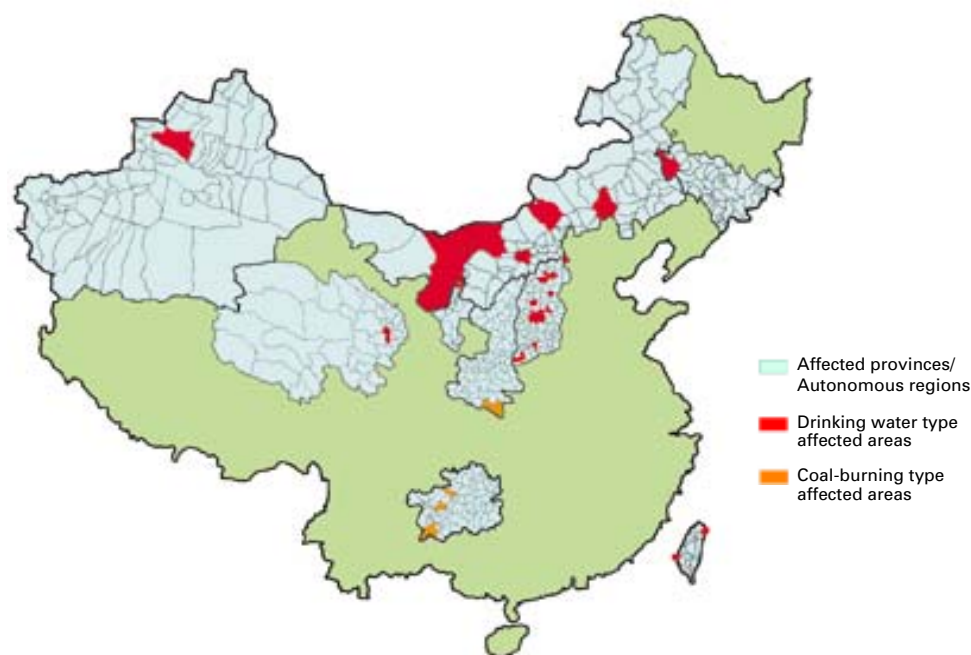 Affected provinces/
Autonomous regions
Drinking water type
affected areas
Coal-burning type
affected areas